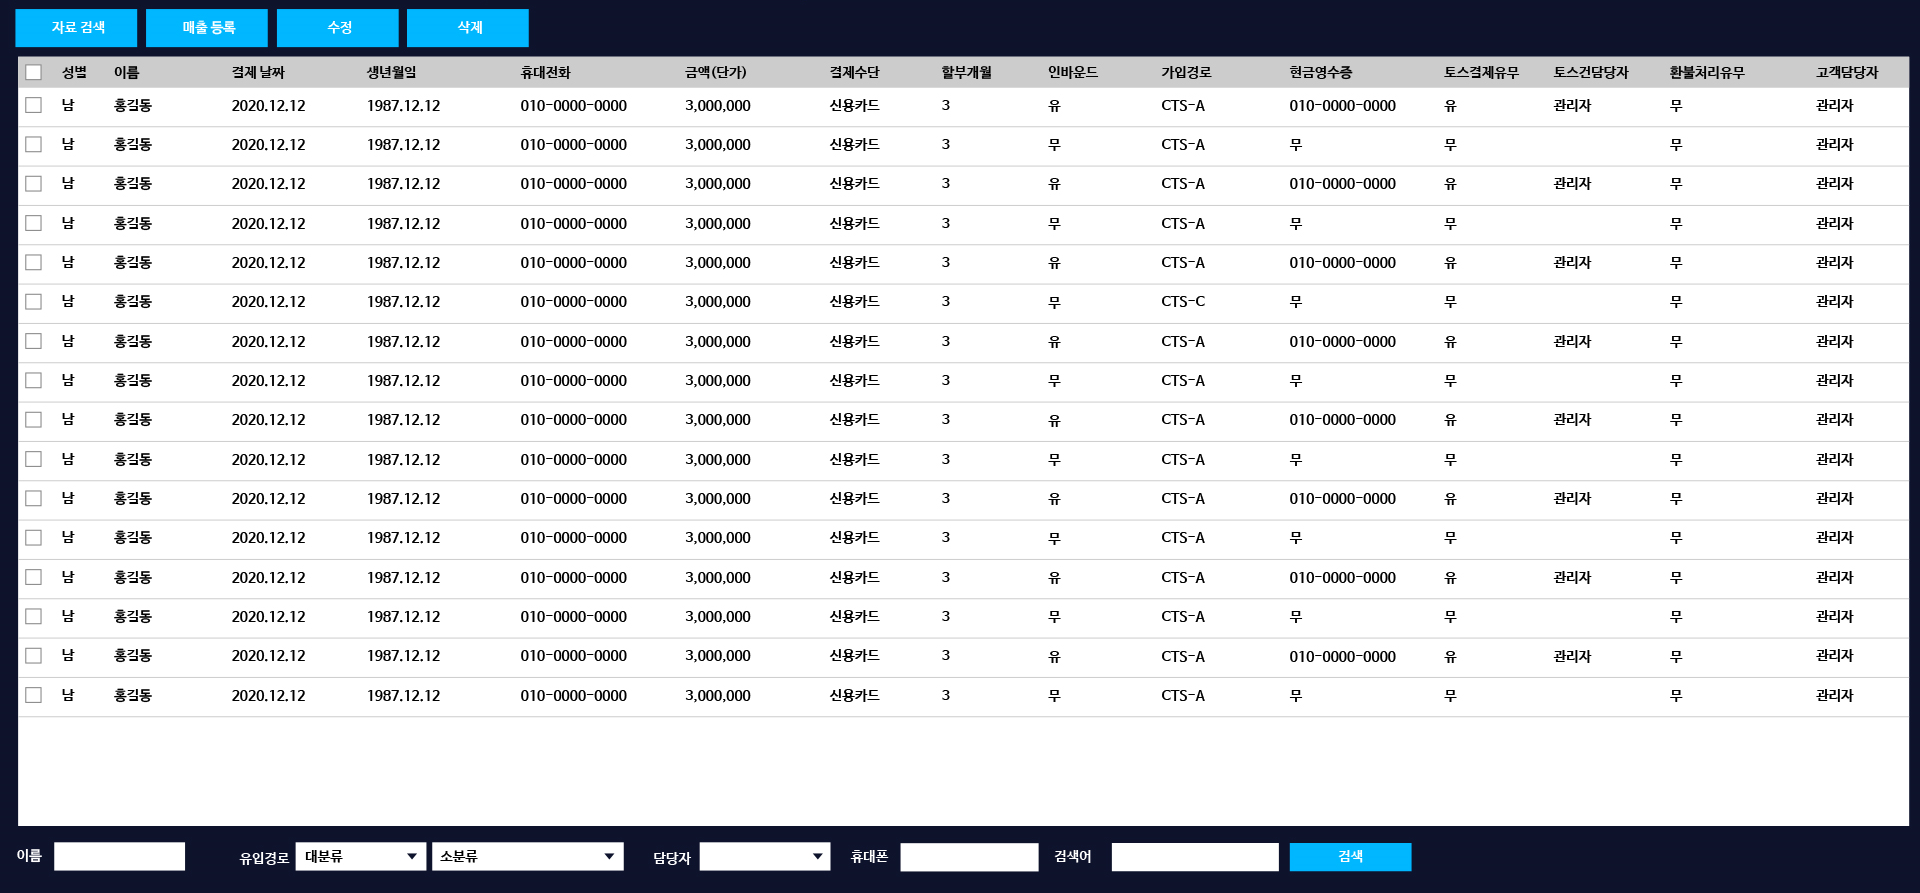 자료 검색 매출 등록 수정 삭제
성별 이름 결제 날짜 생년월일 휴대전화 금액(단가) 결제수단 할부개월 인바운드 가입경로 현금영수증 토스결제유무 토스건담당자 환불처리유무 고객담당자
남 홍길동 2020.12.12 1987.12.12 010-0000-0000 3,000,000 신용카드 3 유 CTS-A 010-0000-0000 유 관리자 무 관리자
남 홍길동 2020.12.12 1987.12.12 010-0000-0000 3,000,000 신용카드 3 무 CTS-A 무 무 무 관리자
남 홍길동 2020.12.12 1987.12.12 010-0000-0000 3,000,000 신용카드 3 유 CTS-A 010-0000-0000 유 관리자 무 관리자
남 홍길동 2020.12.12 1987.12.12 010-0000-0000 3,000,000 신용카드 3 무 CTS-A 무 무 무 관리자
남 홍길동 2020.12.12 1987.12.12 010-0000-0000 3,000,000 신용카드 3 유 CTS-A 010-0000-0000 유 관리자 무 관리자
남 홍길동 2020.12.12 1987.12.12 010-0000-0000 3,000,000 신용카드 3 무 CTS-C 무 무 무 관리자
남 홍길동 2020.12.12 1987.12.12 010-0000-0000 3,000,000 신용카드 3 유 CTS-A 010-0000-0000 유 관리자 무 관리자
남 홍길동 2020.12.12 1987.12.12 010-0000-0000 3,000,000 신용카드 3 무 CTS-A 무 무 무 관리자
남 홍길동 2020.12.12 1987.12.12 010-0000-0000 3,000,000 신용카드 3 유 CTS-A 010-0000-0000 유 관리자 무 관리자
남 홍길동 2020.12.12 1987.12.12 010-0000-0000 3,000,000 신용카드 3 무 CTS-A 무 무 무 관리자
남 홍길동 2020.12.12 1987.12.12 010-0000-0000 3,000,000 신용카드 3 유 CTS-A 010-0000-0000 유 관리자 무 관리자
남 홍길동 2020.12.12 1987.12.12 010-0000-0000 3,000,000 신용카드 3 무 CTS-A 무 무 무 관리자
남 홍길동 2020.12.12 1987.12.12 010-0000-0000 3,000,000 신용카드 3 유 CTS-A 010-0000-0000 유 관리자 무 관리자
남 홍길동 2020.12.12 1987.12.12 010-0000-0000 3,000,000 신용카드 3 무 CTS-A 무 무 무 관리자
남 홍길동 2020.12.12 1987.12.12 010-0000-0000 3,000,000 신용카드 3 유 CTS-A 010-0000-0000 유 관리자 무 관리자
남 홍길동 2020.12.12 1987.12.12 010-0000-0000 3,000,000 신용카드 3 무 CTS-A 무 무 무 관리자
이름 유입경로 대분류 소분류 담당자 휴대폰 검색어 검색